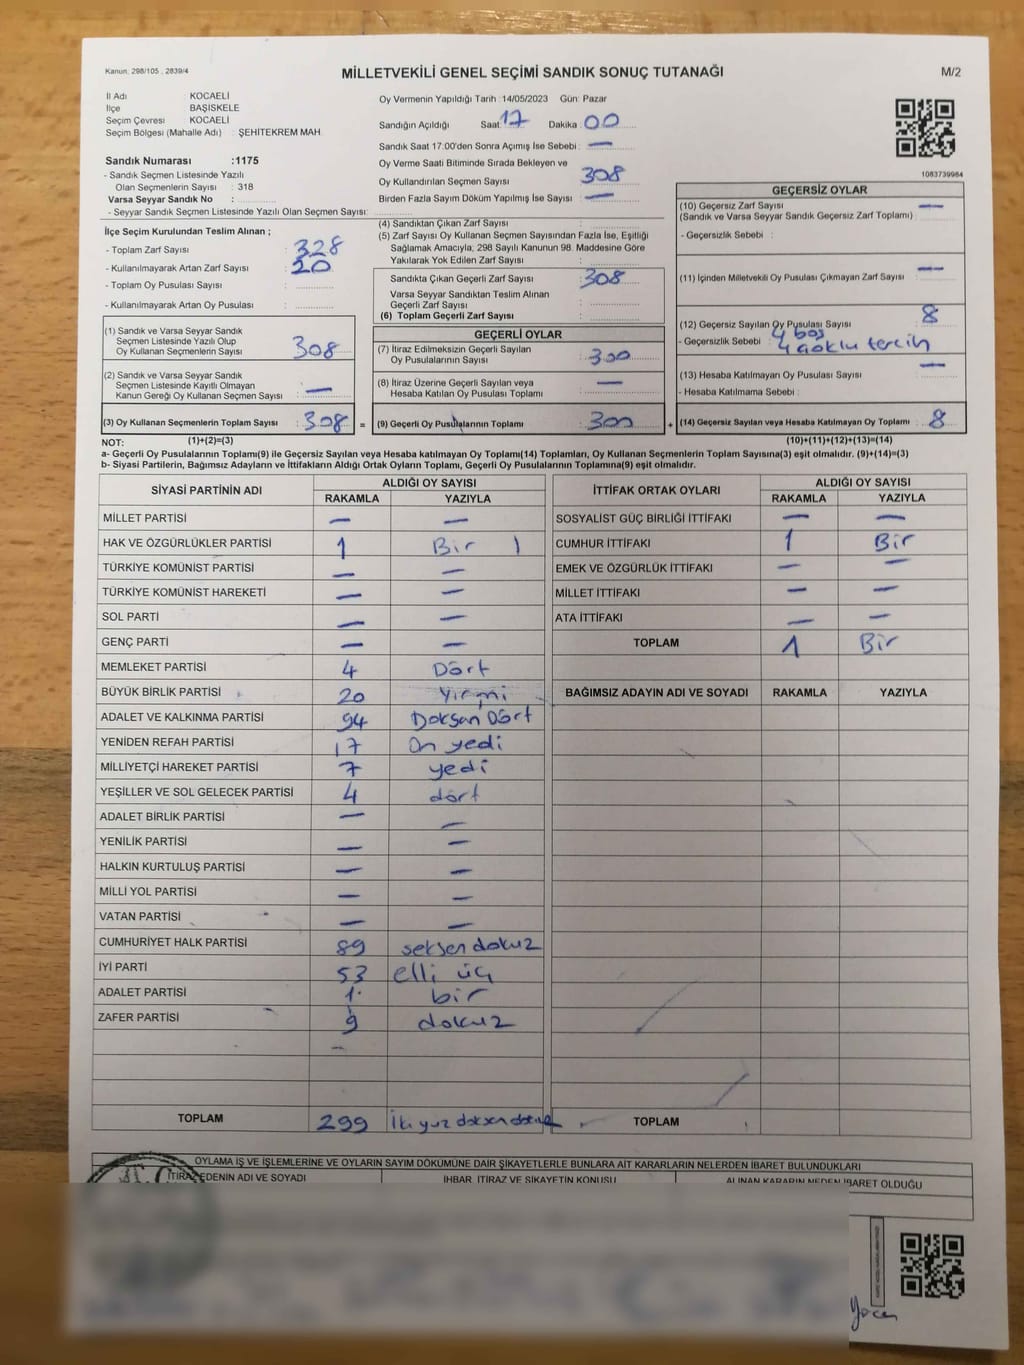 Kanun, 298/105 , 2839/4
MİLLETVEKİLİ GENEL SEÇİMİ SANDIK SONUÇ TUTANAĞI
M/2
İl Adı : KOCAELİ
İlçe : BAŞİSKELE
Seçim Çevresi : KOCAELİ
Seçim Bölgesi (Mahalle Adı) : ŞEHİTEKREM MAH.
Sandık Numarası :1175
- Sandık Seçmen Listesinde Yazılı
Olan Seçmenlerin Sayısı : 318
Varsa Seyyar Sandık No :
- Seyyar Sandık Seçmen Listesinde Yazılı Olan Seçmen Sayısı:
Oy Vermenin Yapıldığı Tarih :14/05/2023 Gün: Pazar
Sandığın Açıldığı Saat: 17 Dakika : 00
Sandık Saat 17:00'den Sonra Açımış İse Sebebi : —
Oy Verme Saati Bitiminde Sırada Bekleyen ve
Oy Kullandırılan Seçmen Sayısı : 308
Birden Fazla Sayım Döküm Yapılmış İse Sayısı : —
1083739984
İlçe Seçim Kurulundan Teslim Alınan ;
- Toplam Zarf Sayısı : 328
- Kullanılmayarak Artan Zarf Sayısı : 20
- Toplam Oy Pusulası Sayısı :
- Kullanılmayarak Artan Oy Pusulası :
(1) Sandık ve Varsa Seyyar Sandık
Seçmen Listesinde Yazılı Olup
Oy Kullanan Seçmenlerin Sayısı : 308
(2) Sandık ve Varsa Seyyar Sandık
Seçmen Listesinde Kayıtlı Olmayan
Kanun Gereği Oy Kullanan Seçmen Sayısı : —
(3) Oy Kullanan Seçmenlerin Toplam Sayısı : 308 =
(4) Sandıktan Çıkan Zarf Sayısı :
(5) Zarf Sayısı Oy Kullanan Seçmen Sayısından Fazla İse, Eşitliği
Sağlamak Amacıyla; 298 Sayılı Kanunun 98. Maddesine Göre
Yakılarak Yok Edilen Zarf Sayısı :
Sandıkta Çıkan Geçerli Zarf Sayısı : 308
Varsa Seyyar Sandıktan Teslim Alınan
Geçerli Zarf Sayısı :
(6) Toplam Geçerli Zarf Sayısı :
GEÇERLİ OYLAR
(7) İtiraz Edilmeksizin Geçerli Sayılan
Oy Pusulalarının Sayısı : 300
(8) İtiraz Üzerine Geçerli Sayılan veya
Hesaba Katılan Oy Pusulası Toplamı : —
(9) Geçerli Oy Pusulalarının Toplamı : 300 +
GEÇERSİZ OYLAR
(10) Geçersiz Zarf Sayısı : —
(Sandık ve Varsa Seyyar Sandık Geçersiz Zarf Toplamı)
- Geçersizlik Sebebi :
(11) İçinden Milletvekili Oy Pusulası Çıkmayan Zarf Sayısı : —
(12) Geçersiz Sayılan Oy Pusulası Sayısı : 8
- Geçersizlik Sebebi : 4 boş
4 çoklu tercih
(13) Hesaba Katılmayan Oy Pusulası Sayısı : —
- Hesaba Katılmama Sebebi :
(14) Geçersiz Sayılan veya Hesaba Katılmayan Oy Toplamı : 8
NOT: (1)+(2)=(3) (10)+(11)+(12)+(13)=(14)
a- Geçerli Oy Pusulalarının Toplamı(9) ile Geçersiz Sayılan veya Hesaba katılmayan Oy Toplamı(14) Toplamları, Oy Kullanan Seçmenlerin Toplam Sayısına(3) eşit olmalıdır. (9)+(14)=(3)
b- Siyasi Partilerin, Bağımsız Adayların ve İttifakların Aldığı Ortak Oyların Toplamı, Geçerli Oy Pusulalarının Toplamına(9) eşit olmalıdır.
SİYASİ PARTİNİN ADI ALDIĞI OY SAYISI
RAKAMLA YAZIYLA
MİLLET PARTİSİ — —
HAK VE ÖZGÜRLÜKLER PARTİSİ 1 Bir 1
TÜRKİYE KOMÜNİST PARTİSİ — —
TÜRKİYE KOMÜNİST HAREKETİ — —
SOL PARTİ — —
GENÇ PARTİ — —
MEMLEKET PARTİSİ 4 Dört
BÜYÜK BİRLİK PARTİSİ 20 Yirmi
ADALET VE KALKINMA PARTİSİ 94 Doksan Dört
YENİDEN REFAH PARTİSİ 17 On yedi
MİLLİYETÇİ HAREKET PARTİSİ 7 yedi
YEŞİLLER VE SOL GELECEK PARTİSİ 4 dört
ADALET BİRLİK PARTİSİ — —
YENİLİK PARTİSİ — —
HALKIN KURTULUŞ PARTİSİ — —
MİLLİ YOL PARTİSİ — —
VATAN PARTİSİ — —
CUMHURİYET HALK PARTİSİ 89 seksen dokuz
İYİ PARTİ 53 elli üç
ADALET PARTİSİ 1 bir
ZAFER PARTİSİ 9 dokuz
TOPLAM 299
İTTİFAK ORTAK OYLARI ALDIĞI OY SAYISI
RAKAMLA YAZIYLA
SOSYALİST GÜÇ BİRLİĞİ İTTİFAKI — —
CUMHUR İTTİFAKI 1 Bir
EMEK VE ÖZGÜRLÜK İTTİFAKI — —
MİLLET İTTİFAKI — —
ATA İTTİFAKI — —
TOPLAM 1 Bir
BAĞIMSIZ ADAYIN ADI VE SOYADI RAKAMLA YAZIYLA
TOPLAM
OYLAMA İŞ VE İŞLEMLERİNE VE OYLARIN SAYIM DÖKÜMÜNE DAİR ŞİKAYETLERLE BUNLARA AİT KARARLARIN NELERDEN İBARET BULUNDUKLARI
İTİRAZ EDENİN ADI VE SOYADI İHBAR, İTİRAZ VE ŞİKAYETİN KONUSU ALINAN KARARIN NEDEN İBARET OLDUĞU
T.C.